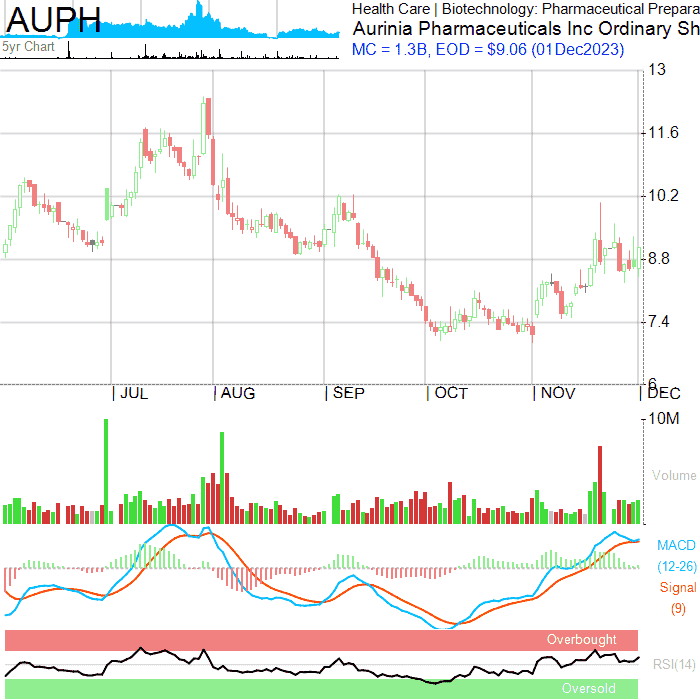 AUPH
5yr Chart
Health Care | Biotechnology: Pharmaceutical Prepara
Aurinia Pharmaceuticals Inc Ordinary Sh
MC = 1.3B, EOD = $9.06 (01Dec2023)
13
11.6
10.2
8.8
7.4
6
| JUL | AUG | SEP | OCT | NOV | DEC
10M
Volume
MACD
(12-26)
Signal
(9)
Overbought
RSI(14)
Oversold